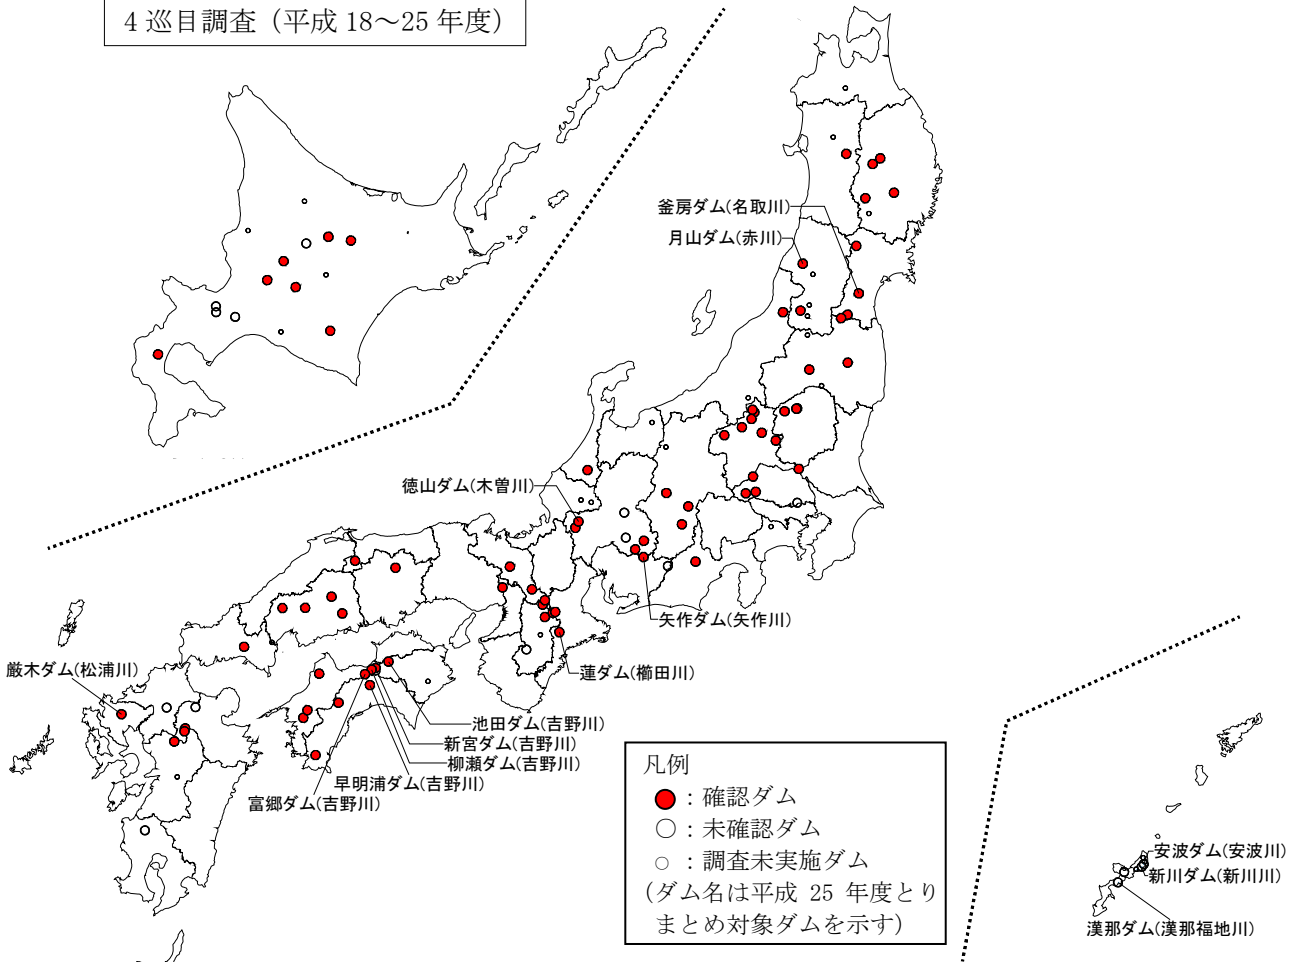 4巡目調査（平成18～25年度）
釜房ダム(名取川)
月山ダム(赤川)
徳山ダム(木曽川)
矢作ダム(矢作川)
蓮ダム(櫛田川)
厳木ダム(松浦川)
池田ダム(吉野川)
新宮ダム(吉野川)
柳瀬ダム(吉野川)
早明浦ダム(吉野川)
富郷ダム(吉野川)
凡例
：確認ダム
：未確認ダム
：調査未実施ダム
(ダム名は平成 25 年度とり
まとめ対象ダムを示す)
安波ダム(安波川)
新川ダム(新川川)
漢那ダム(漢那福地川)